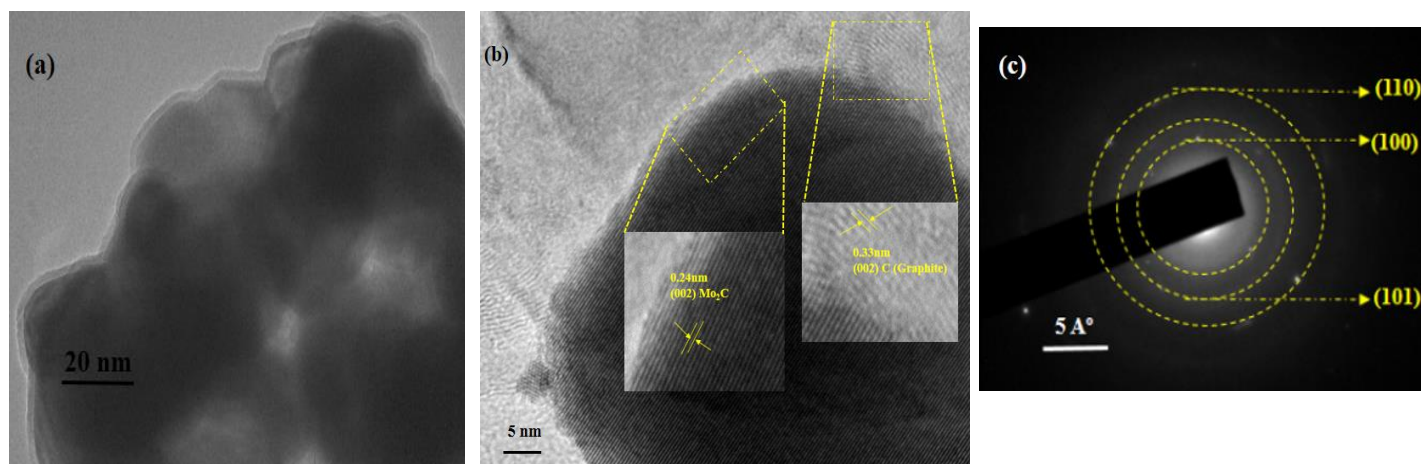 (a)
20 nm
(b)
0.24nm
(002) Mo₂C
0.33nm
(002) C (Graphite)
5 nm
(c)
(110)
(100)
(101)
5 A°